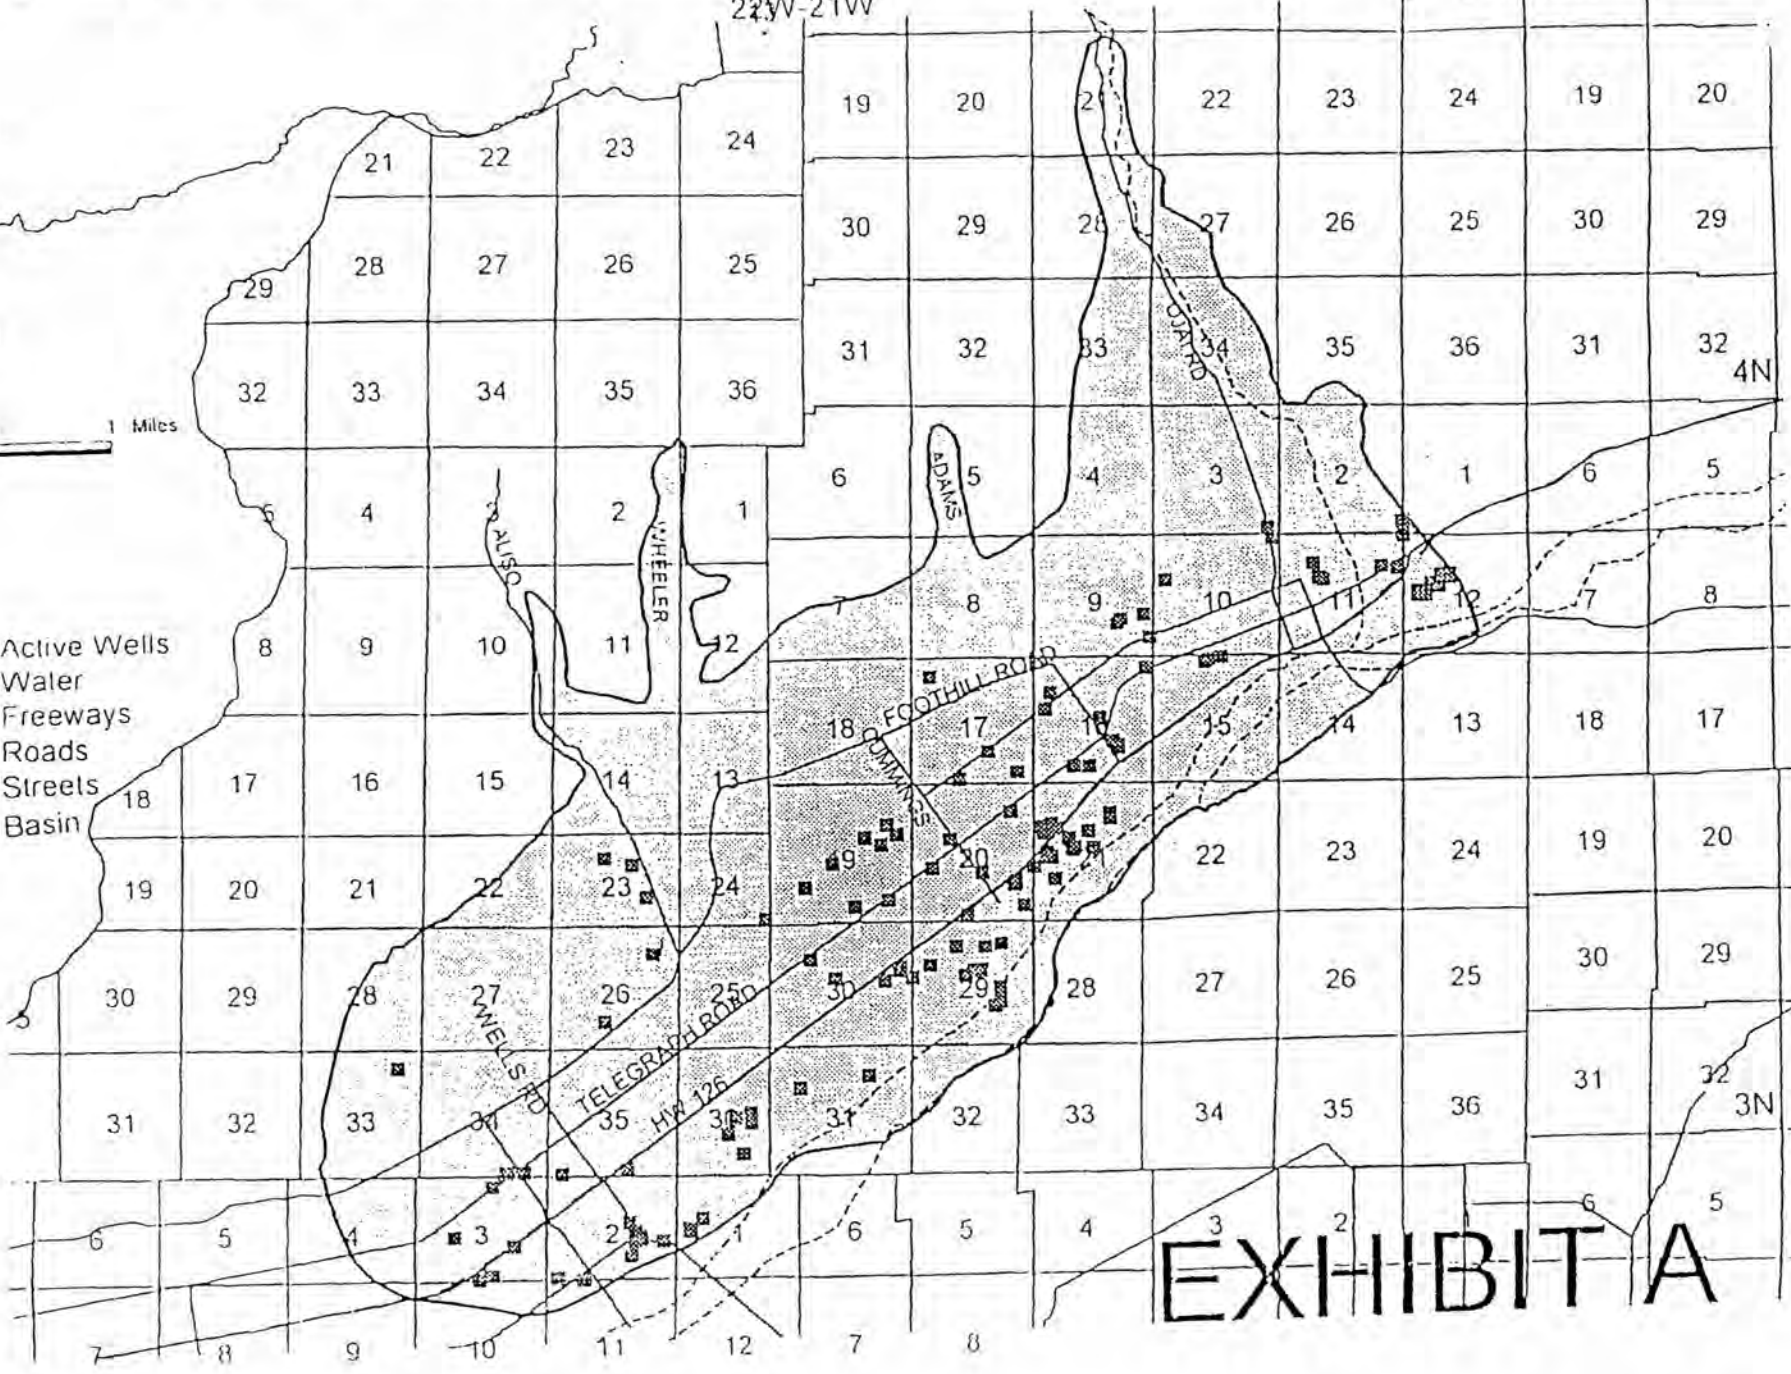 19 20 22 23 24 19 20
21 22 23 24
30 29 28 27 26 25 30 29
28 27 26 25
29
31 32 33 34 35 36 31 32
4N
OJAI RD
32 33 34 35 36
1 Miles
6 5 4 3 2 1 6 5
ADAMS
5 4 3 2 1
ALISO
WHEELER
7 8 9 10 11 12 7 8
Active Wells
8 9 10 11 12
Water
Freeways
Roads
Streets
Basin
FOOTHILL ROAD
18 17 16 15 14 13 18 17
CUMMINGS
18 17 16 15 14 13
19 20 22 23 24 19 20
19 20 21 22 23 24
30 29 28 27 26 25 30 29
30 29 28 27 26 25
WELLS RD
TELEGRAPH ROAD
HW 126
31 32 33 34 35 36 31 32
3N
31 32 33 34 35 36
6 5 4 3 2 1 6 5 4 3 2 6 5
EXHIBIT A
7 8 9 10 11 12 7 8